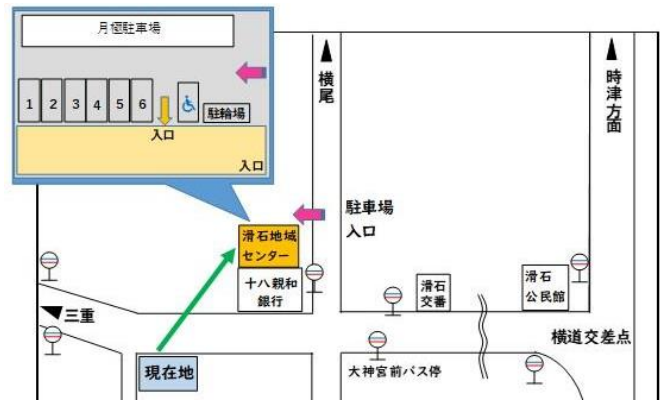 月極駐車場
1 2 3 4 5 6
駐輪場
入口
入口
横尾
時津方面
駐車場
入口
滑石地域
センター
十八親和
銀行
滑石
交番
滑石
公民館
三重
横道交差点
現在地
大神宮前バス停